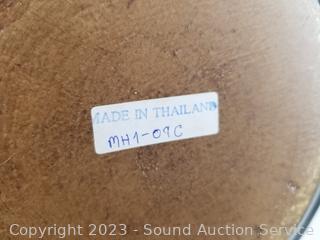 MADE IN THAILAND
MH1-09C
Copyright 2023 - Sound Auction Service